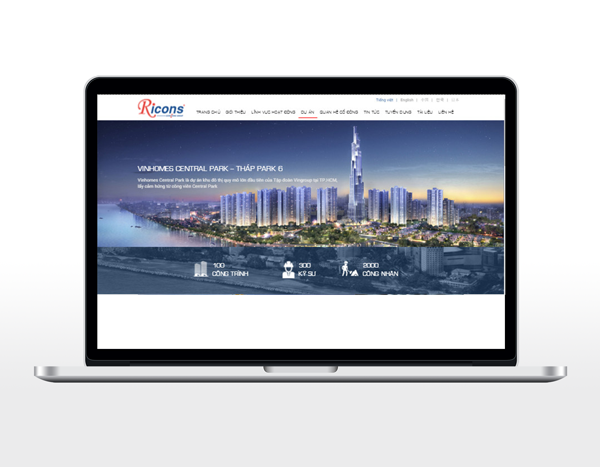 Tiếng việt | English |
Ricons
TRANG CHỦ GIỚI THIỆU LĨNH VỰC HOẠT ĐỘNG DỰ ÁN QUAN HỆ CỔ ĐÔNG TIN TỨC TUYỂN DỤNG TÀI LIỆU LIÊN HỆ
VINHOMES CENTRAL PARK – THÁP PARK 6
Vinhomes Central Park là dự án khu đô thị quy mô lớn đầu tiên của Tập đoàn Vingroup tại TP.HCM,
lấy cảm hứng từ công viên Central Park
100
CÔNG TRÌNH
300
KỸ SƯ
2000
CÔNG NHÂN